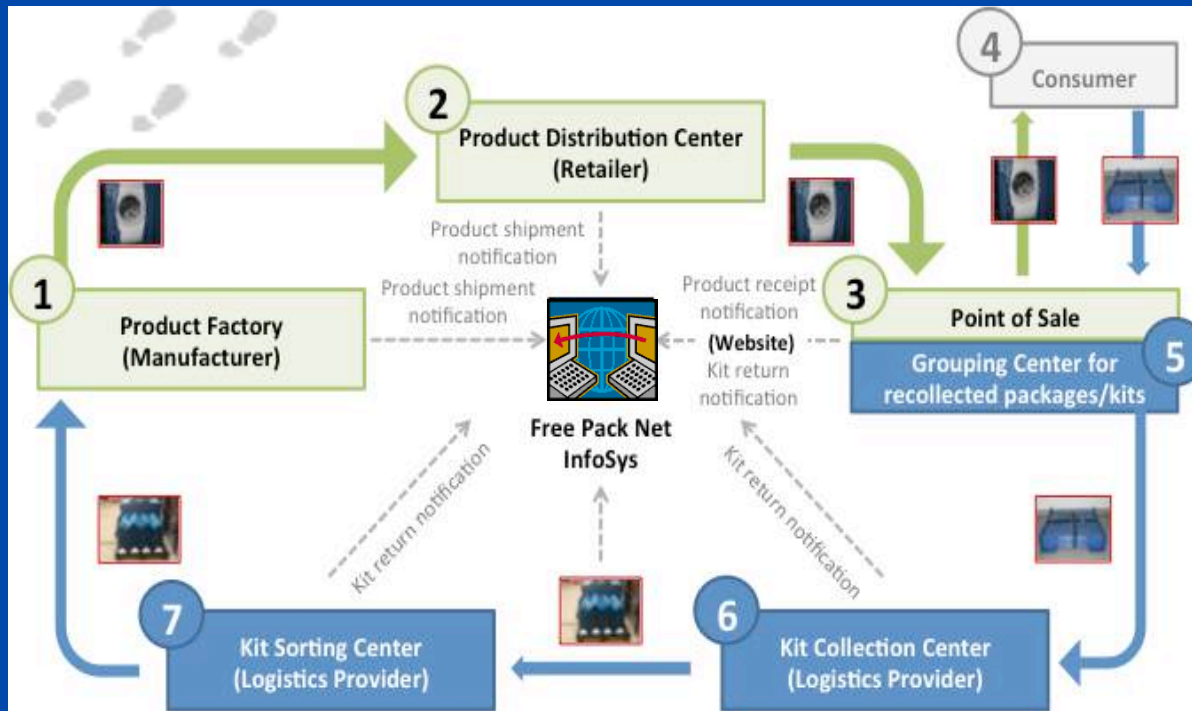 4
Consumer
2
Product Distribution Center
(Retailer)
Product shipment
notification
1
Product Factory
(Manufacturer)
Product shipment
notification
Product receipt
notification
(Website)
Kit return
notification
3
Point of Sale
5
Grouping Center for
recollected packages/kits
Free Pack Net
InfoSys
Kit return notification
Kit return notification
7
Kit Sorting Center
(Logistics Provider)
6
Kit Collection Center
(Logistics Provider)